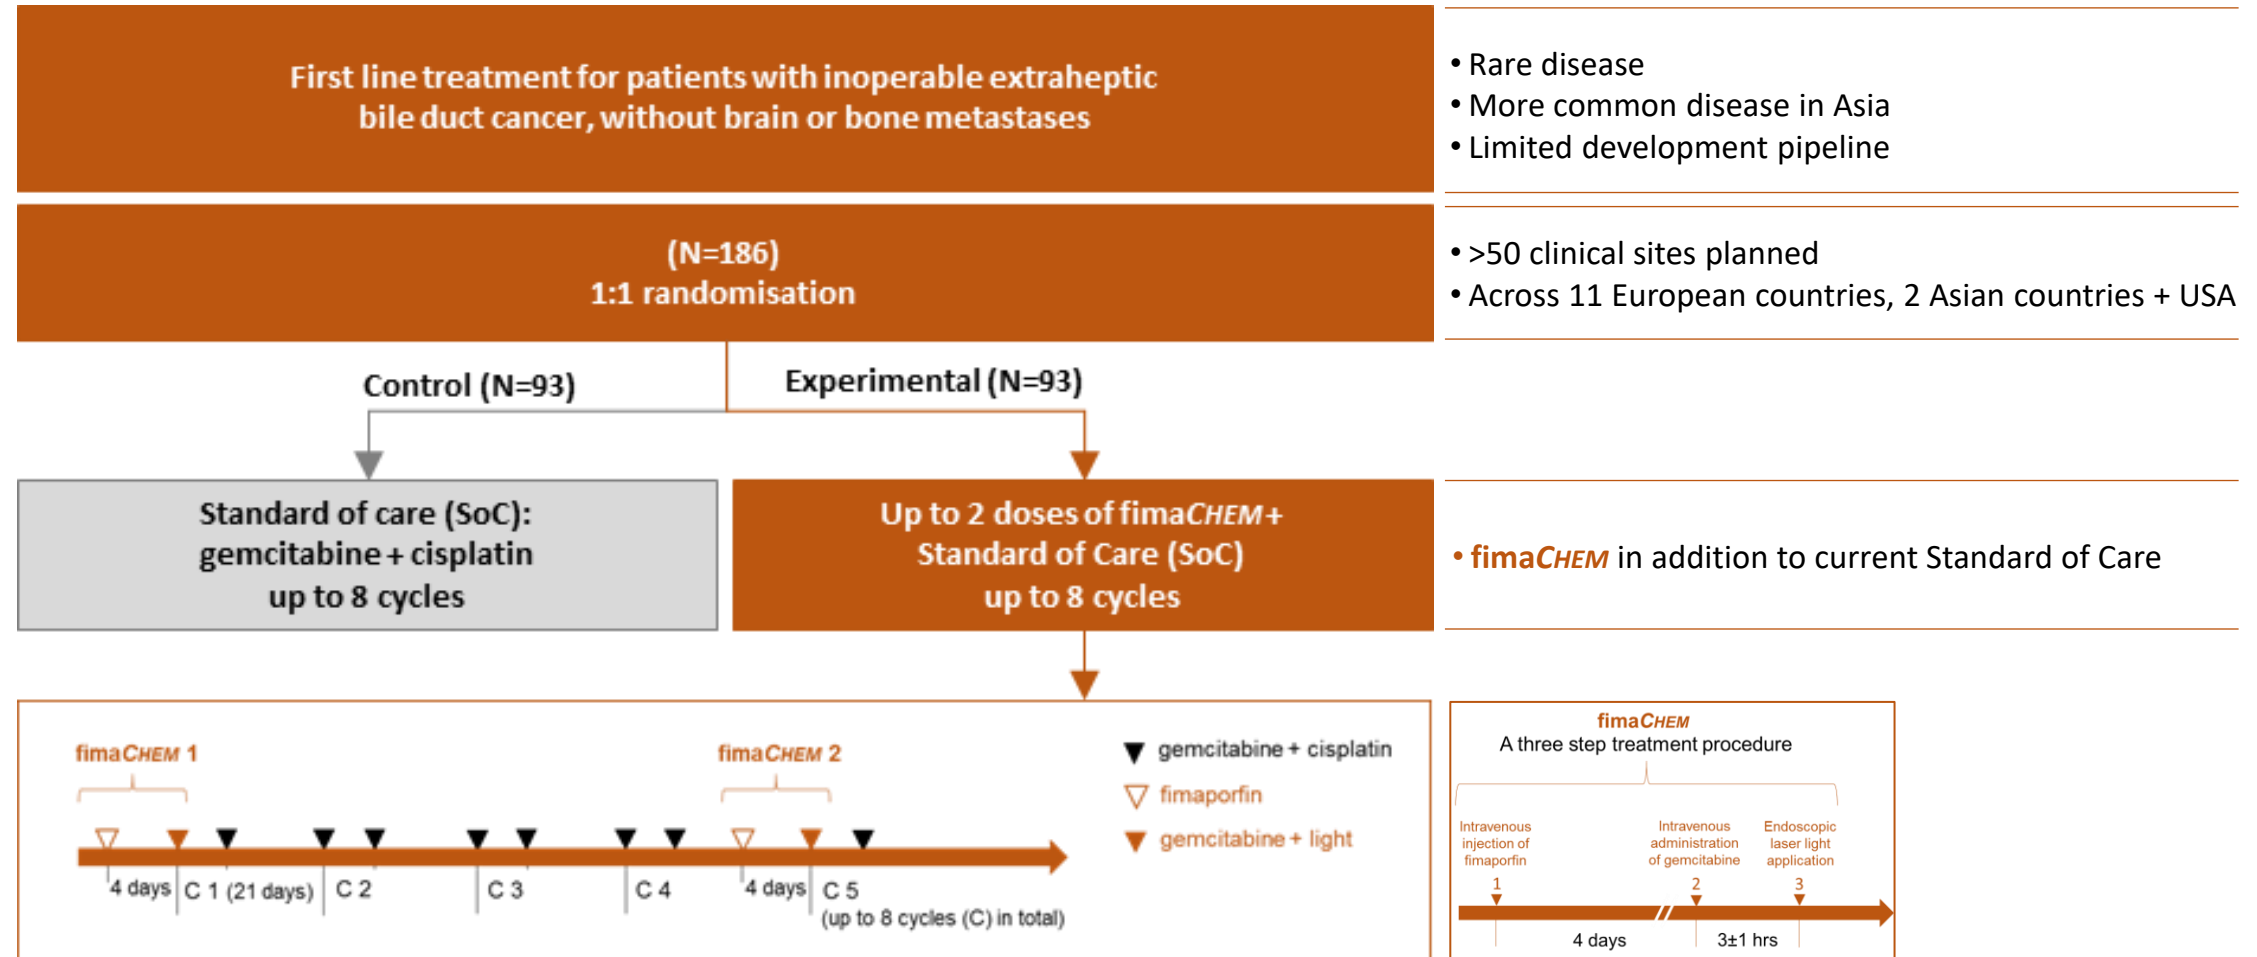 First line treatment for patients with inoperable extraheptic
bile duct cancer, without brain or bone metastases
• Rare disease
• More common disease in Asia
• Limited development pipeline
(N=186)
1:1 randomisation
• >50 clinical sites planned
• Across 11 European countries, 2 Asian countries + USA
Control (N=93)
Experimental (N=93)
Standard of care (SoC):
gemcitabine + cisplatin
up to 8 cycles
Up to 2 doses of fimaCHEM+
Standard of Care (SoC)
up to 8 cycles
• fimaCHEM in addition to current Standard of Care
fimaCHEM 1
fimaCHEM 2
gemcitabine + cisplatin
fimaporfin
gemcitabine + light
4 days
C 1 (21 days)
C 2
C 3
C 4
4 days
C 5
(up to 8 cycles (C) in total)
fimaCHEM
A three step treatment procedure
Intravenous
injection of
fimaporfin
1
Intravenous
administration
of gemcitabine
2
Endoscopic
laser light
application
3
4 days
3±1 hrs